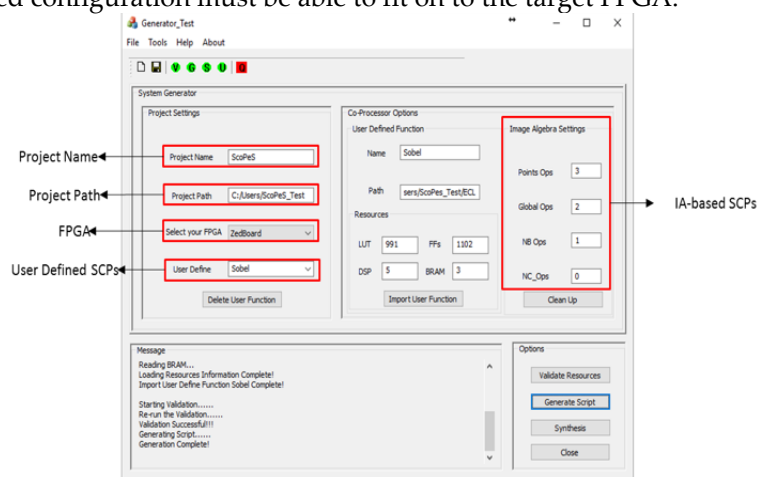 ed configuration must be able to fit on to the target FPGA.
Generator_Test
File Tools Help About
V G S U Q
System Generator
Project Settings
Project Name
Project Name ScoPeS
Project Path
Project Path C:/Users/ScoPeS_Test
FPGA
Select your FPGA ZedBoard
User Defined SCPs
User Define Sobel
Delete User Function
Co-Processor Options
User Defined Function
Name Sobel
Path sers/ScoPes_Test/ECL
Resources
LUT 991 FFs 1102
DSP 5 BRAM 3
Import User Function
Image Algebra Settings
Points Ops 3
Global Ops 2
NB Ops 1
NC_Ops 0
Clean Up
IA-based SCPs
Message
Reading BRAM...
Loading Resources Information Complete!
Import User Define Function Sobel Complete!
Starting Validation......
Re-run the Validation......
Validation Successful!!!
Generating Script......
Generation Complete!
Options
Validate Resources
Generate Script
Synthesis
Close